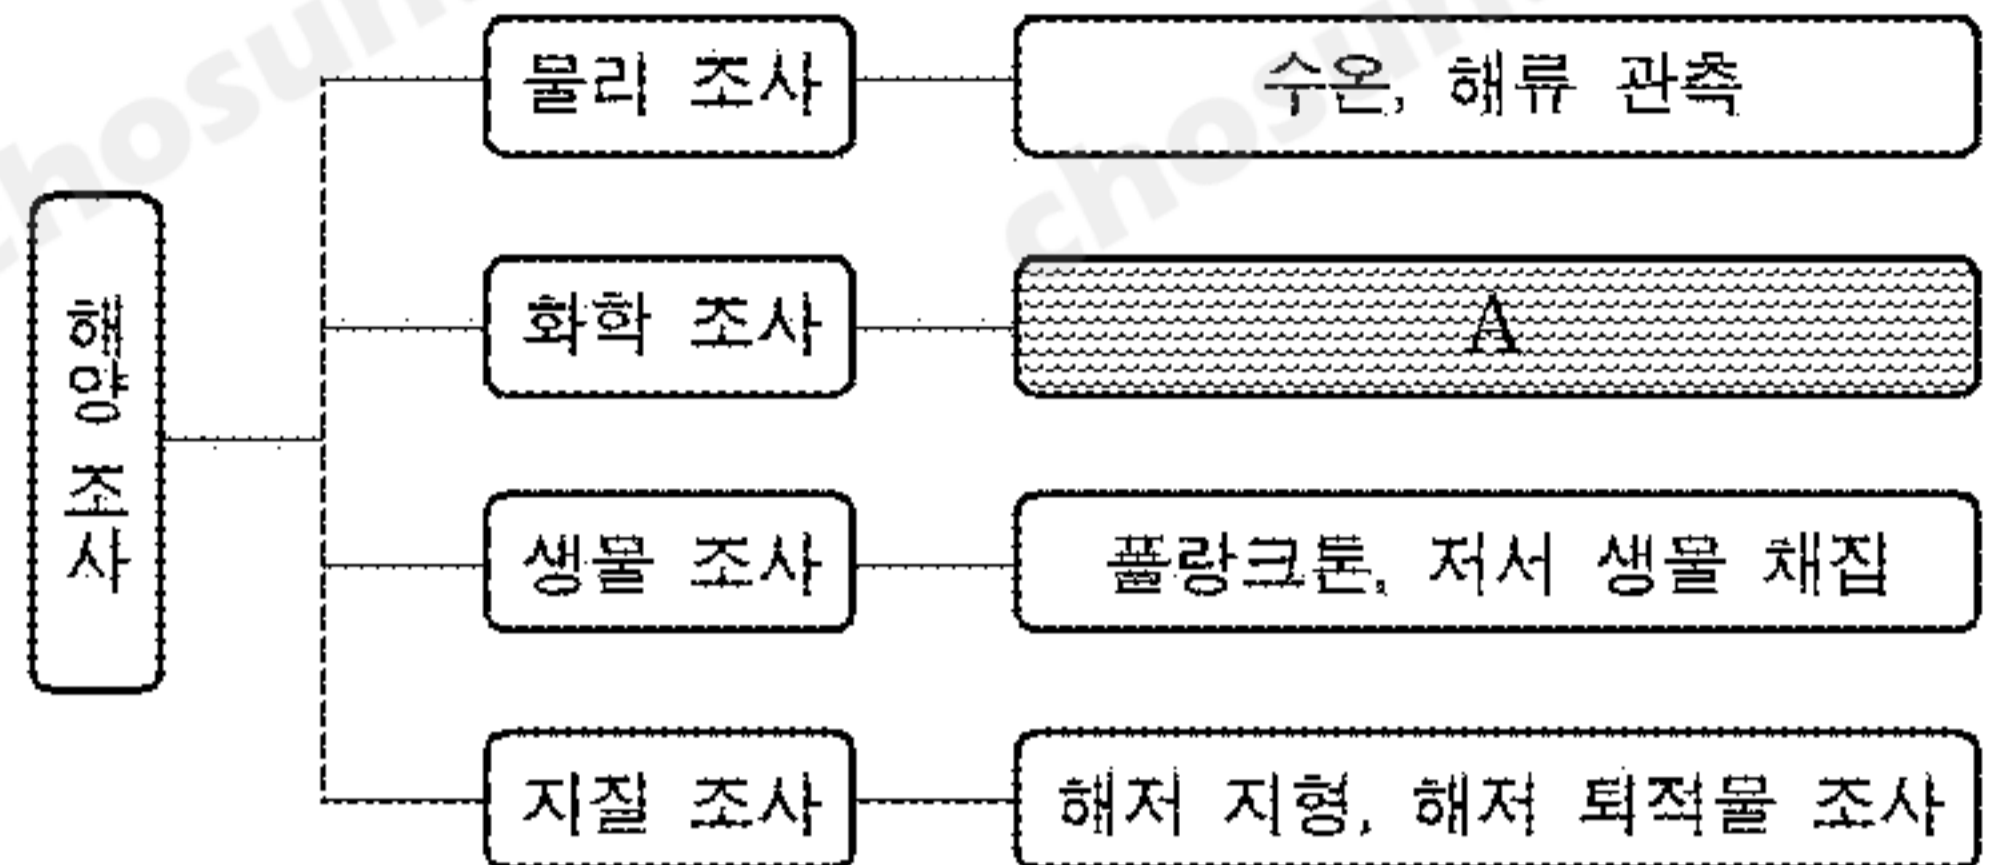 해양 조사
물리 조사
수온, 해류 관측
화학 조사
A
생물 조사
플랑크톤, 저서 생물 채집
지질 조사
해저 지형, 해저 퇴적물 조사
chosun
chosun